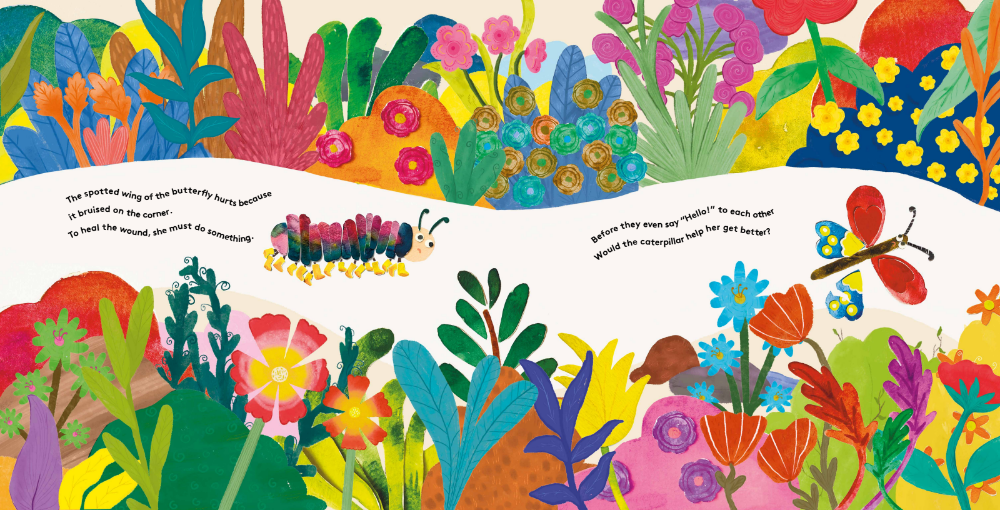 The spotted wing of the butterfly hurts because
it bruised on the corner.
To heal the wound, she must do something.
Before they even say “Hello!” to each other
Would the caterpillar help her get better?